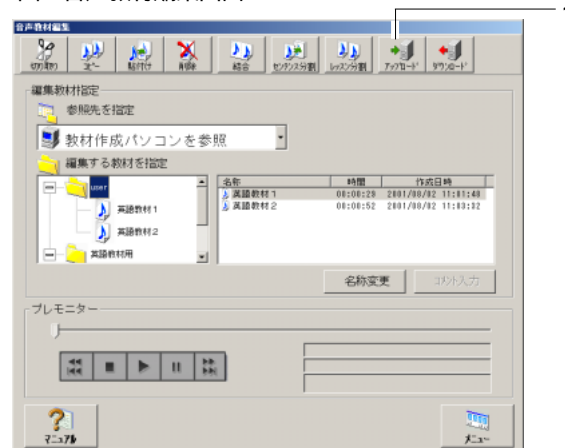 音声教材編集
切り取り コピー 貼付け 削除 結合 センテンス分割 レッスン分割 アップロード ダウンロード
編集教材指定
参照先を指定
教材作成パソコンを参照
編集する教材を指定
user
英語教材1
英語教材2
英語教材用
名称 時間 作成日時
英語教材1 00:00:29 2001/08/02 11:01:48
英語教材2 00:00:52 2001/08/02 11:03:32
名称変更 コメント入力
プレモニター
マニュアル メニュー